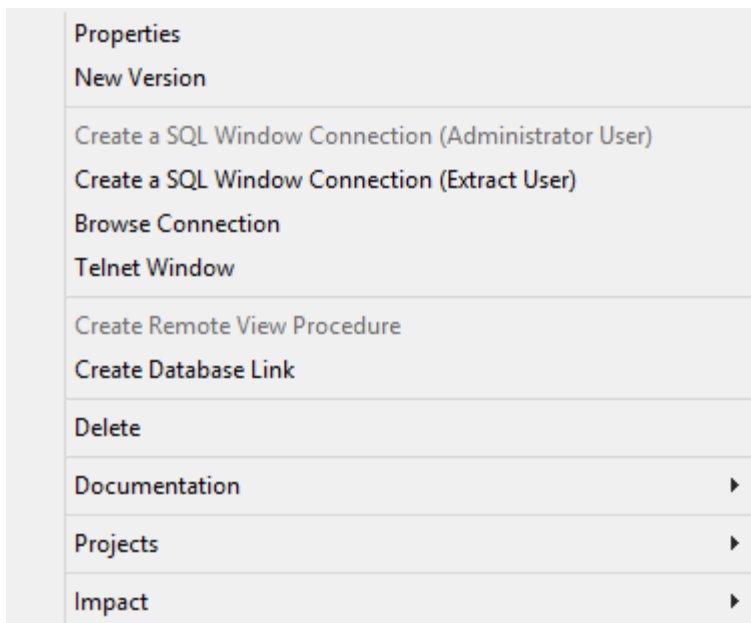 Properties
New Version
Create a SQL Window Connection (Administrator User)
Create a SQL Window Connection (Extract User)
Browse Connection
Telnet Window
Create Remote View Procedure
Create Database Link
Delete
Documentation
Projects
Impact